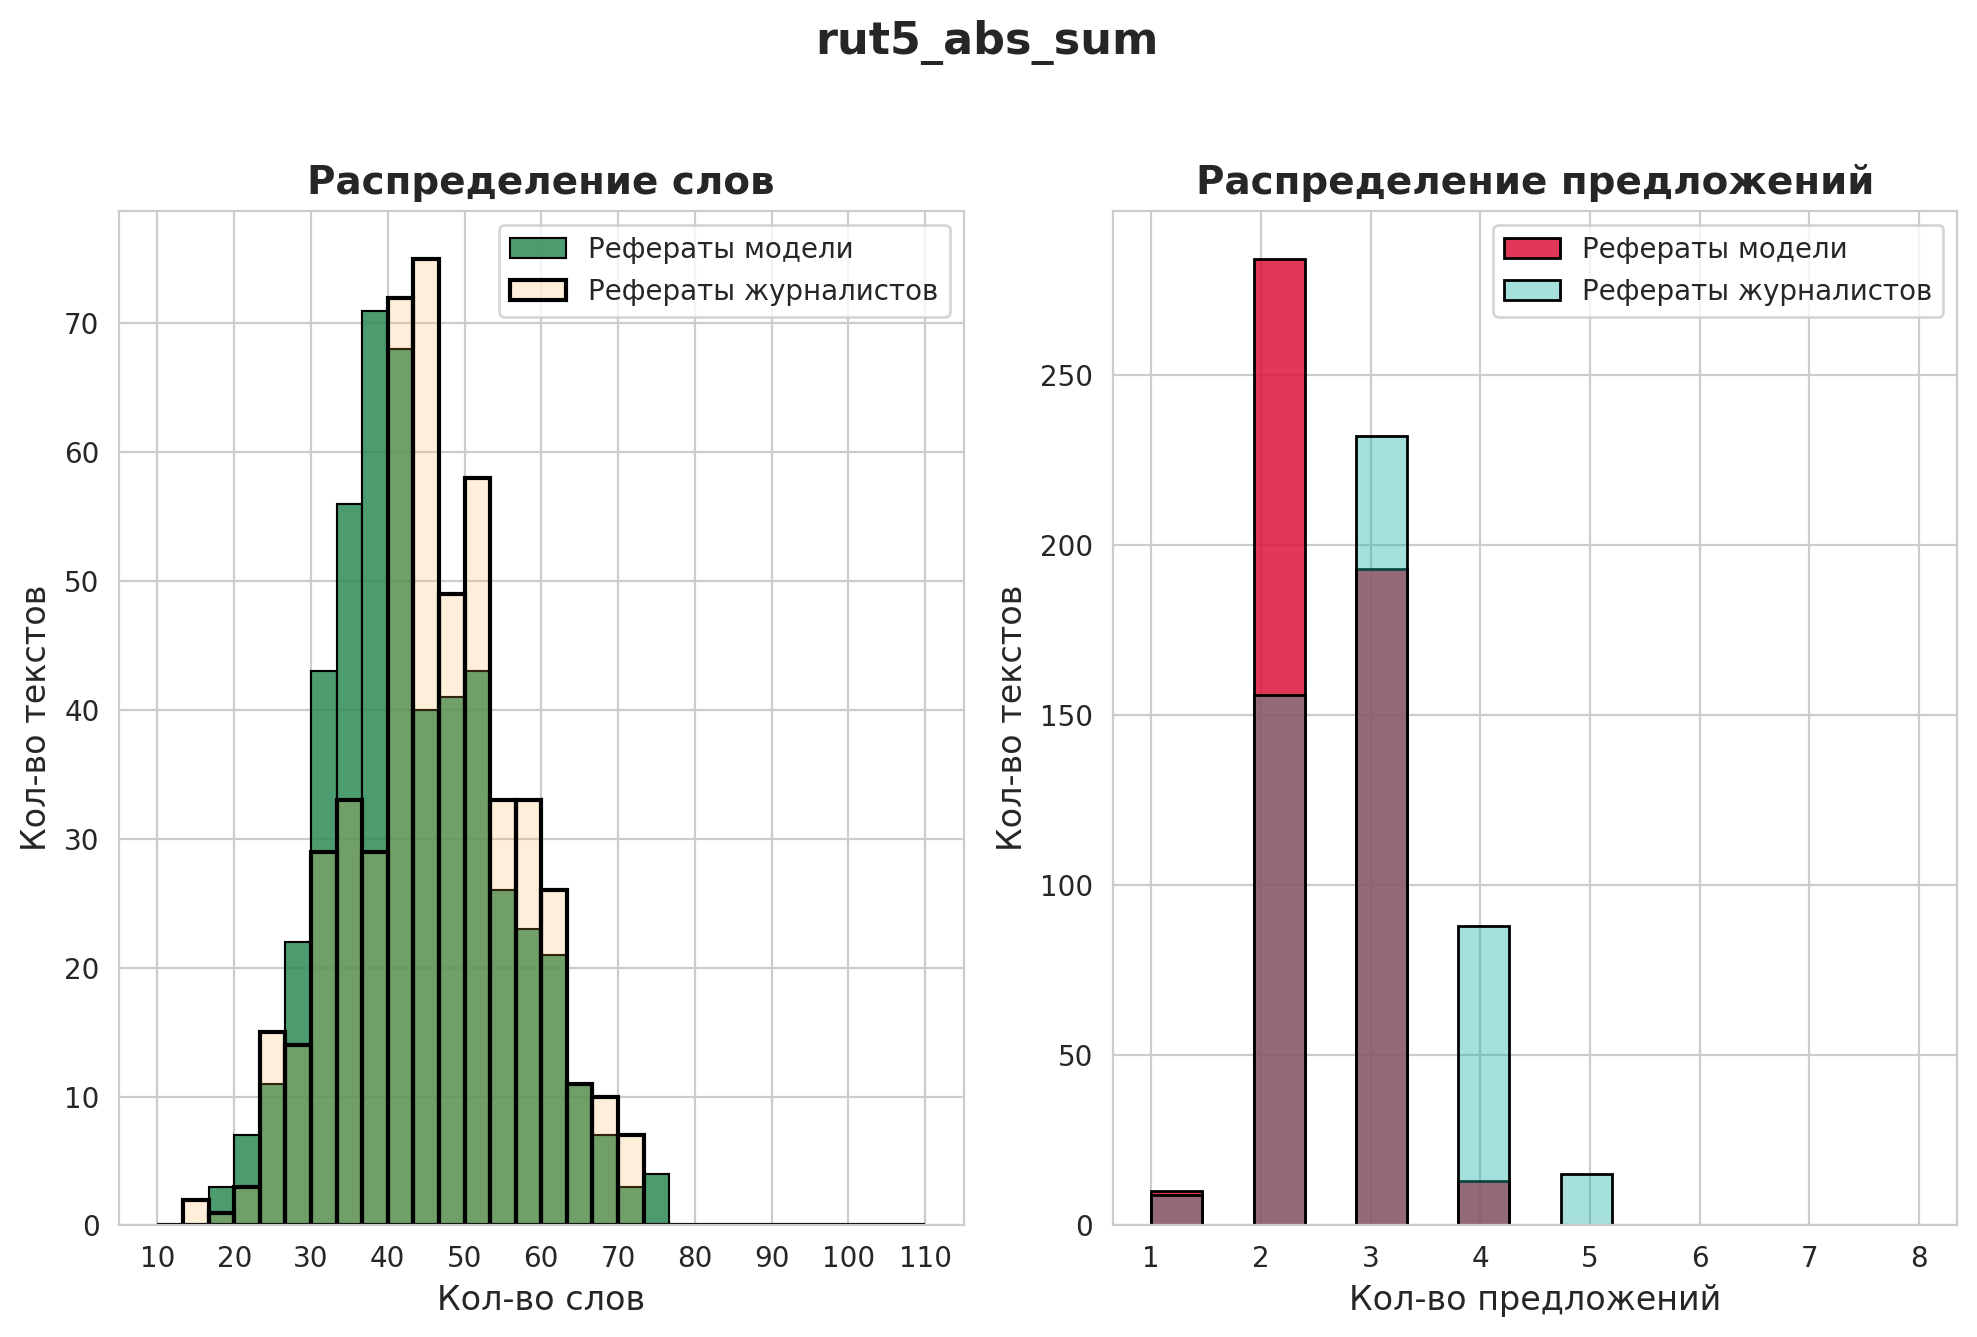 rut5_abs_sum
Распределение слов
Рефераты модели
Рефераты журналистов
Кол-во текстов
70
60
50
40
30
20
10
0
10 20 30 40 50 60 70 80 90 100 110
Кол-во слов
Распределение предложений
Рефераты модели
Рефераты журналистов
Кол-во текстов
250
200
150
100
50
0
1 2 3 4 5 6 7 8
Кол-во предложений